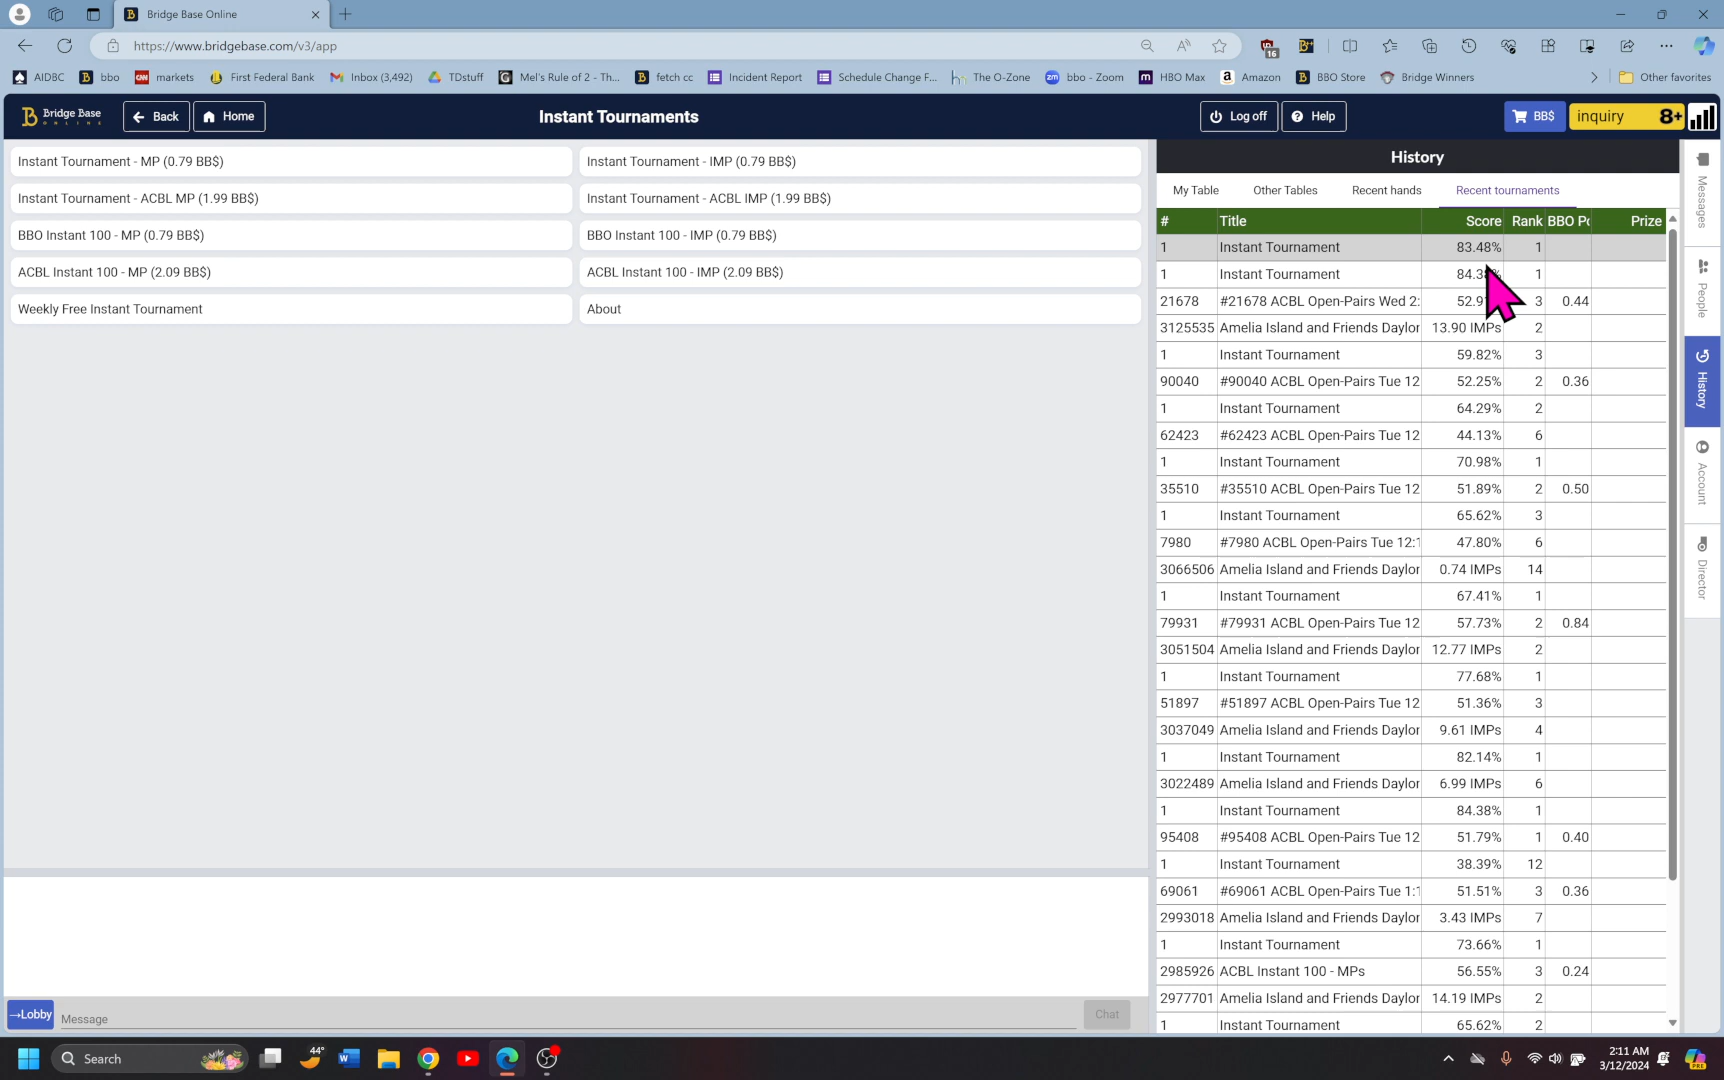 Bridge Base Online
https://www.bridgebase.com/v3/app
16
B++
AIDBC
bbo
CNN markets
First Federal Bank
Inbox (3,492)
TDstuff
Mel's Rule of 2 - Th...
fetch cc
Incident Report
Schedule Change F...
The O-Zone
zm bbo - Zoom
HBO Max
Amazon
BBO Store
Bridge Winners
Other favorites
Bridge Base
ONLINE
Back
Home
Instant Tournaments
Log off
Help
BB$
inquiry 8+
Instant Tournament - MP (0.79 BB$)
Instant Tournament - IMP (0.79 BB$)
Instant Tournament - ACBL MP (1.99 BB$)
Instant Tournament - ACBL IMP (1.99 BB$)
BBO Instant 100 - MP (0.79 BB$)
BBO Instant 100 - IMP (0.79 BB$)
ACBL Instant 100 - MP (2.09 BB$)
ACBL Instant 100 - IMP (2.09 BB$)
Weekly Free Instant Tournament
About
History
My Table Other Tables Recent hands Recent tournaments
# Title Score Rank BBO Po Prize
1 Instant Tournament 83.48% 1
1 Instant Tournament 1
21678 #21678 ACBL Open-Pairs Wed 2: 3 0.44
3125535 Amelia Island and Friends Daylor 13.90 IMPs 2
1 Instant Tournament 59.82% 3
90040 #90040 ACBL Open-Pairs Tue 12 52.25% 2 0.36
1 Instant Tournament 64.29% 2
62423 #62423 ACBL Open-Pairs Tue 12 44.13% 6
1 Instant Tournament 70.98% 1
35510 #35510 ACBL Open-Pairs Tue 12 51.89% 2 0.50
1 Instant Tournament 65.62% 3
7980 #7980 ACBL Open-Pairs Tue 12:1 47.80% 6
3066506 Amelia Island and Friends Daylor 0.74 IMPs 14
1 Instant Tournament 67.41% 1
79931 #79931 ACBL Open-Pairs Tue 12 57.73% 2 0.84
3051504 Amelia Island and Friends Daylor 12.77 IMPs 2
1 Instant Tournament 77.68% 1
51897 #51897 ACBL Open-Pairs Tue 12 51.36% 3
3037049 Amelia Island and Friends Daylor 9.61 IMPs 4
1 Instant Tournament 82.14% 1
3022489 Amelia Island and Friends Daylor 6.99 IMPs 6
1 Instant Tournament 84.38% 1
95408 #95408 ACBL Open-Pairs Tue 12 51.79% 1 0.40
1 Instant Tournament 38.39% 12
69061 #69061 ACBL Open-Pairs Tue 1:1 51.51% 3 0.36
2993018 Amelia Island and Friends Daylor 3.43 IMPs 7
1 Instant Tournament 73.66% 1
2985926 ACBL Instant 100 - MPs 56.55% 3 0.24
2977701 Amelia Island and Friends Daylor 14.19 IMPs 2
1 Instant Tournament 65.62% 2
Messages
People
History
Account
Director
→Lobby
Message
Chat
Search
44°
2:11 AM
3/12/2024
PRE